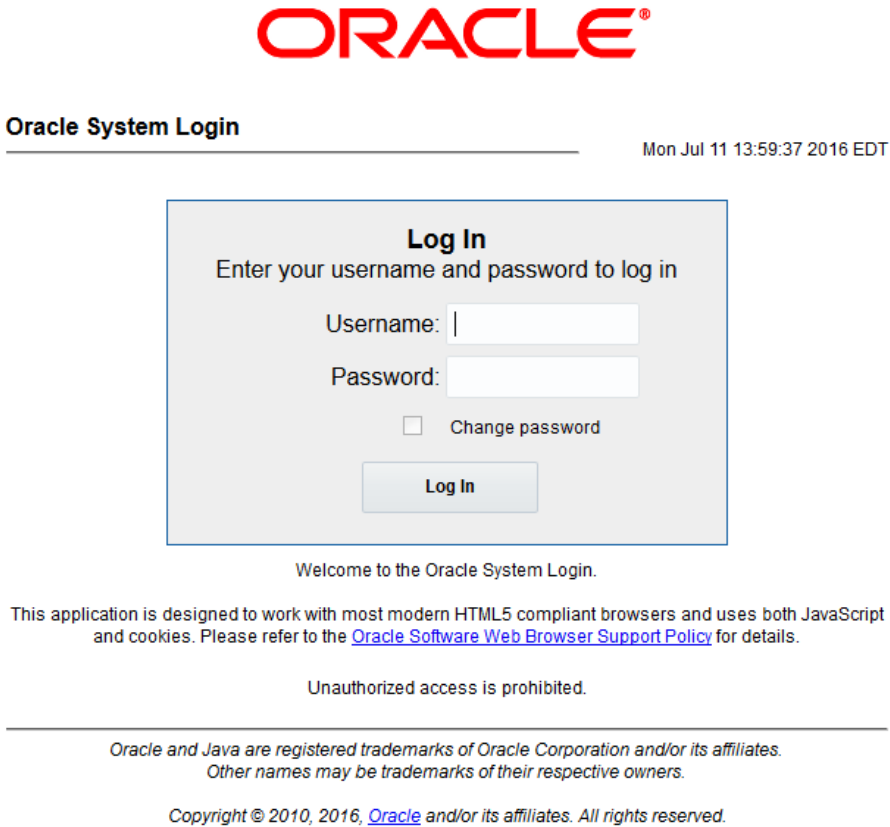 ORACLE®
Oracle System Login
Mon Jul 11 13:59:37 2016 EDT
Log In
Enter your username and password to log in
Username:
Password:
Change password
Log In
Welcome to the Oracle System Login.
This application is designed to work with most modern HTML5 compliant browsers and uses both JavaScript
and cookies. Please refer to the Oracle Software Web Browser Support Policy for details.
Unauthorized access is prohibited.
Oracle and Java are registered trademarks of Oracle Corporation and/or its affiliates.
Other names may be trademarks of their respective owners.
Copyright © 2010, 2016, Oracle and/or its affiliates. All rights reserved.